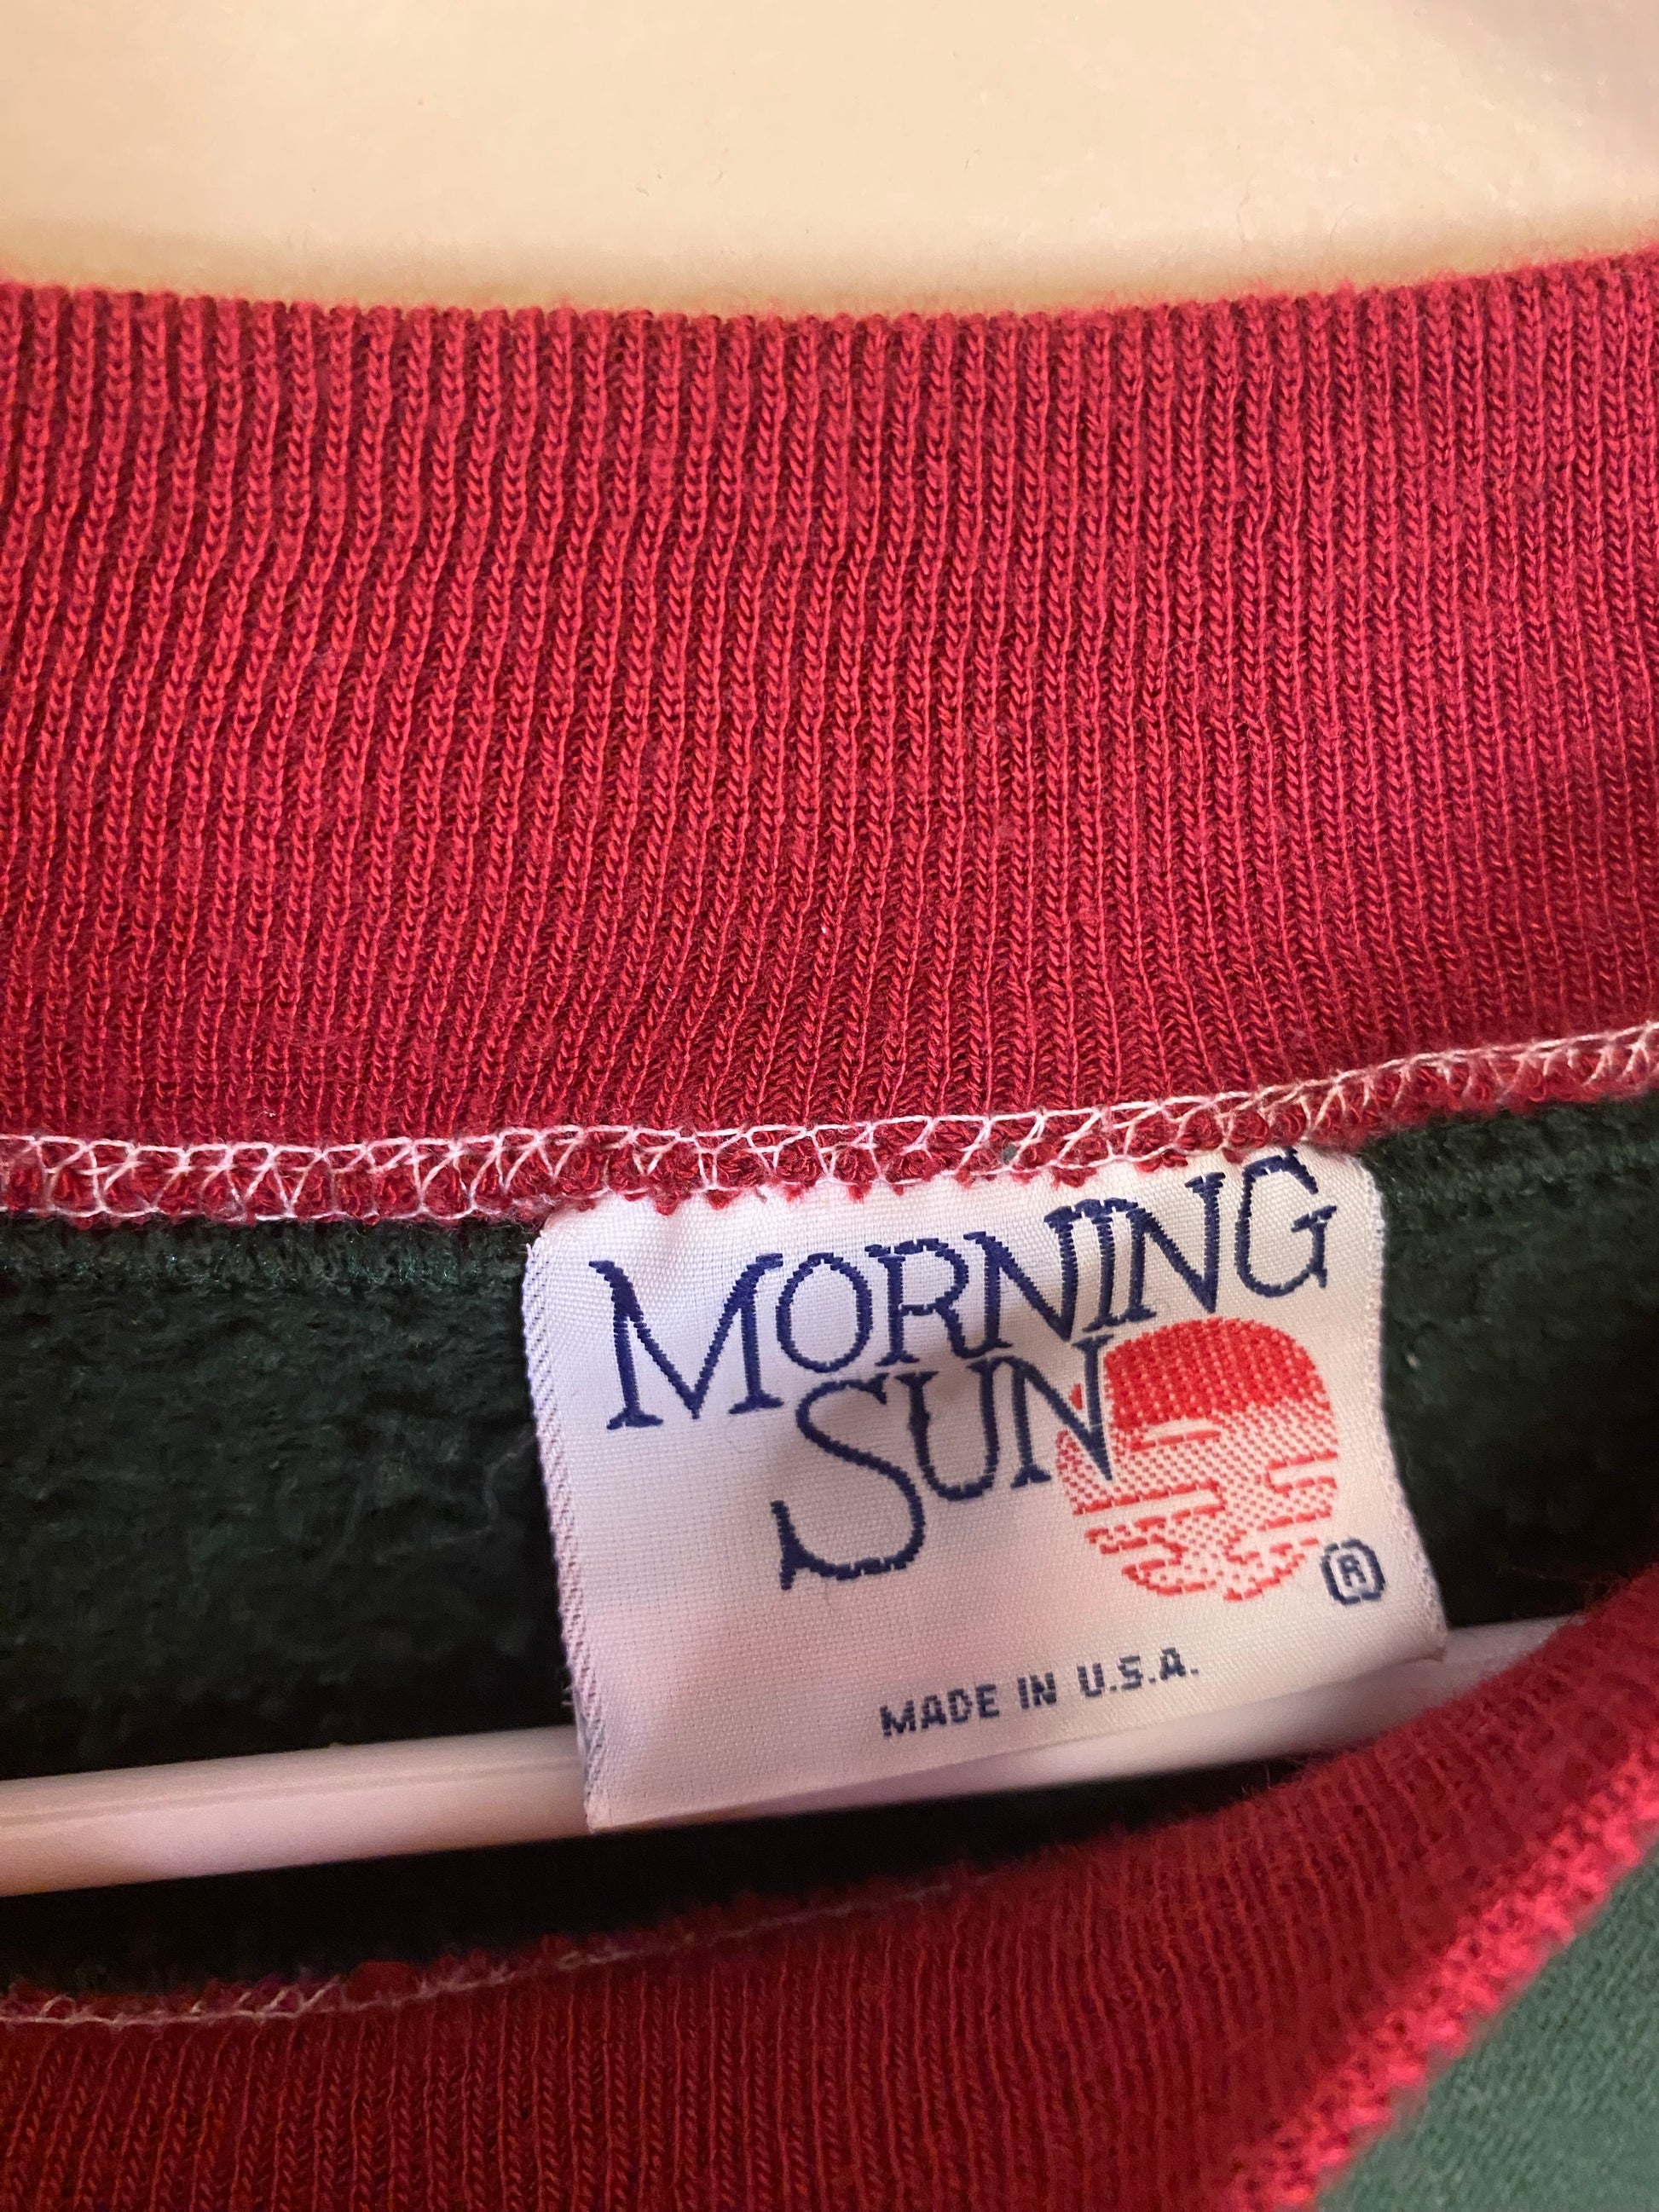 MORNING
SUN
®
MADE IN U.S.A.